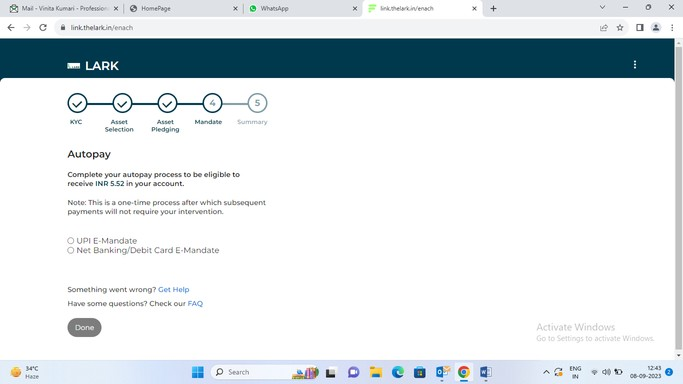 Mail - Vinita Kumari - Profession
HomePage
WhatsApp
link.thelark.in/enach
link.thelark.in/enach
LARK
4
5
KYC
Asset
Selection
Asset
Pledging
Mandate
Summary
Autopay
Complete your autopay process to be eligible to
receive INR 5.52 in your account.
Note: This is a one-time process after which subsequent
payments will not require your intervention.
UPI E-Mandate
Net Banking/Debit Card E-Mandate
Something went wrong? Get Help
Have some questions? Check our FAQ
Done
Activate Windows
Go to Settings to activate Windows.
34°C
Haze
Search
ENG
IN
12:43
08-09-2023
2